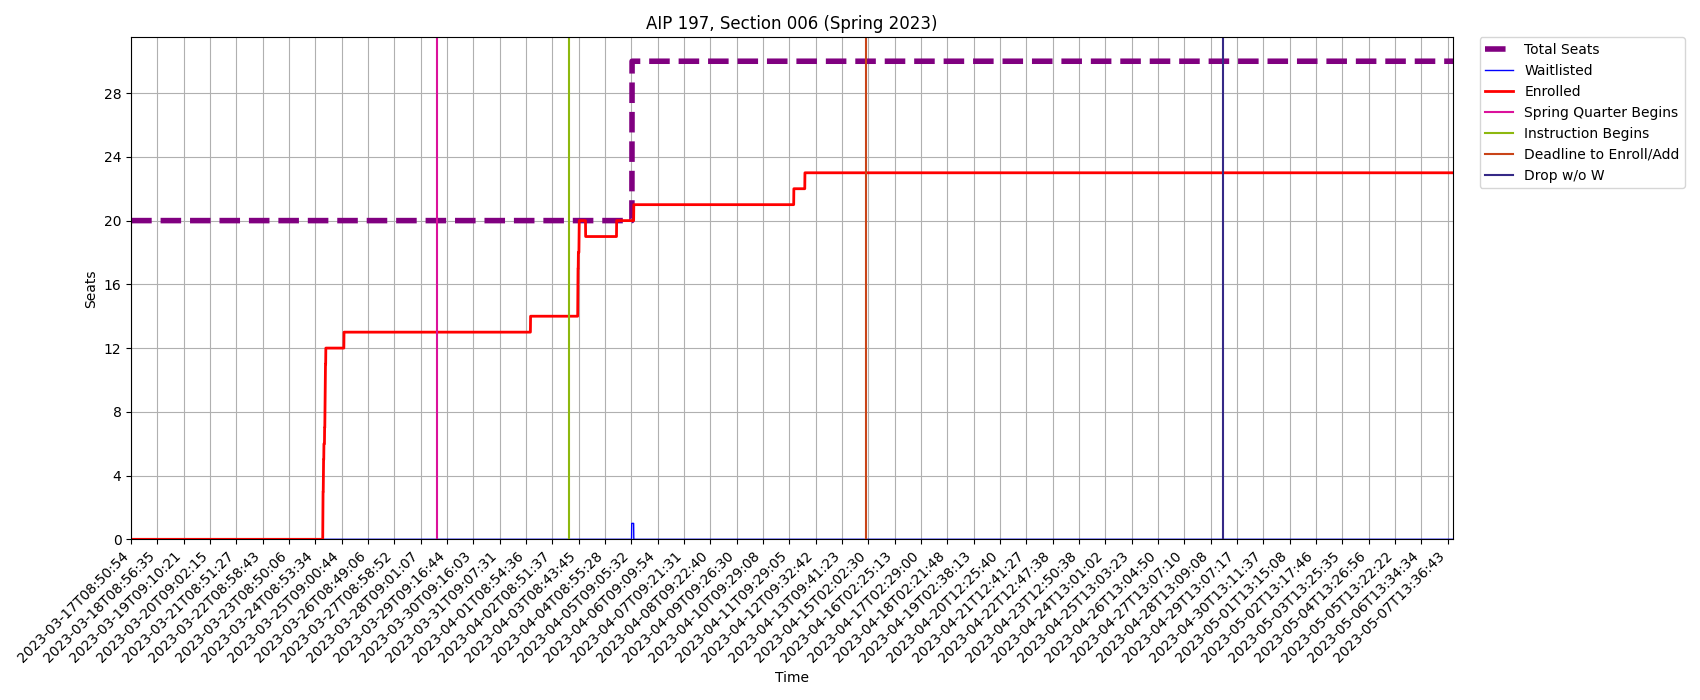 AIP 197, Section 006 (Spring 2023)
Total Seats
Waitlisted
Enrolled
Spring Quarter Begins
Instruction Begins
Deadline to Enroll/Add
Drop w/o W
Seats
28
24
20
16
12
8
4
0
2023-03-17T08:50:54
2023-03-18T08:56:35
2023-03-19T09:10:21
2023-03-20T09:02:15
2023-03-21T08:51:27
2023-03-22T08:58:43
2023-03-23T08:50:06
2023-03-24T08:53:34
2023-03-25T09:00:44
2023-03-26T08:49:06
2023-03-27T08:58:52
2023-03-28T09:01:07
2023-03-29T09:16:44
2023-03-30T09:16:03
2023-03-31T09:07:31
2023-04-01T08:54:36
2023-04-02T08:51:37
2023-04-03T08:43:45
2023-04-04T08:55:28
2023-04-05T09:05:32
2023-04-06T09:09:54
2023-04-07T09:21:31
2023-04-08T09:22:40
2023-04-09T09:26:30
2023-04-10T09:29:08
2023-04-11T09:29:05
2023-04-12T09:32:42
2023-04-13T09:41:23
2023-04-15T02:02:30
2023-04-16T02:25:13
2023-04-17T02:29:00
2023-04-18T02:21:48
2023-04-19T02:38:13
2023-04-20T12:25:40
2023-04-21T12:41:27
2023-04-22T12:47:38
2023-04-23T12:50:38
2023-04-24T13:01:02
2023-04-25T13:03:23
2023-04-26T13:04:50
2023-04-27T13:07:10
2023-04-28T13:09:08
2023-04-29T13:07:17
2023-04-30T13:11:37
2023-05-01T13:15:08
2023-05-02T13:17:46
2023-05-03T13:25:35
2023-05-04T13:26:56
2023-05-05T13:22:22
2023-05-06T13:34:34
2023-05-07T13:36:43
Time